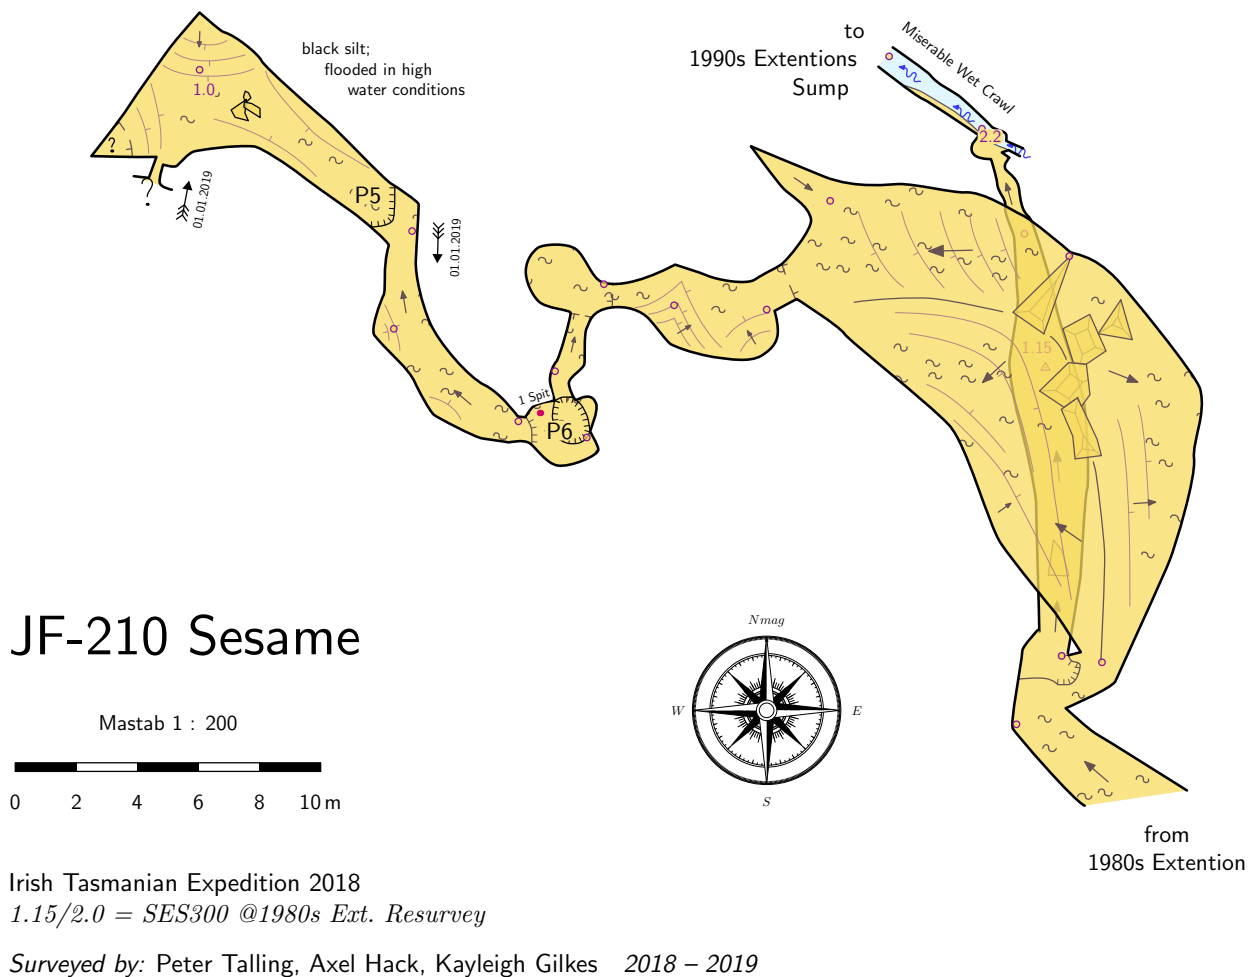 to
1990s Extentions
Sump
Miserable Wet Crawl
2.2
black silt;
flooded in high
water conditions
1.0
?
?
01.01.2019
P5
01.01.2019
1.15
1 Spit
P6
JF-210 Sesame
Mastab 1 : 200
0 2 4 6 8 10 m
Nmag
W
E
S
from
1980s Extention
Irish Tasmanian Expedition 2018
1.15/2.0 = SES300 @1980s Ext. Resurvey
Surveyed by: Peter Talling, Axel Hack, Kayleigh Gilkes 2018 – 2019